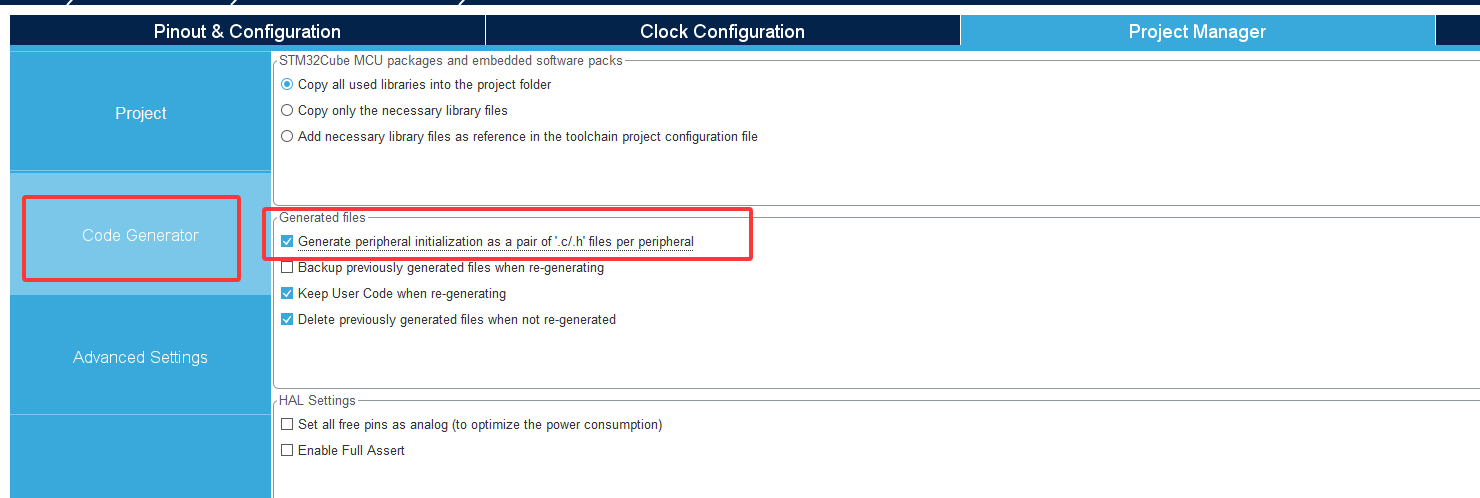 Pinout & Configuration
Clock Configuration
Project Manager
Project
Code Generator
Advanced Settings
STM32Cube MCU packages and embedded software packs
Copy all used libraries into the project folder
Copy only the necessary library files
Add necessary library files as reference in the toolchain project configuration file
Generated files
Generate peripheral initialization as a pair of '.c/.h' files per peripheral
Backup previously generated files when re-generating
Keep User Code when re-generating
Delete previously generated files when not re-generated
HAL Settings
Set all free pins as analog (to optimize the power consumption)
Enable Full Assert